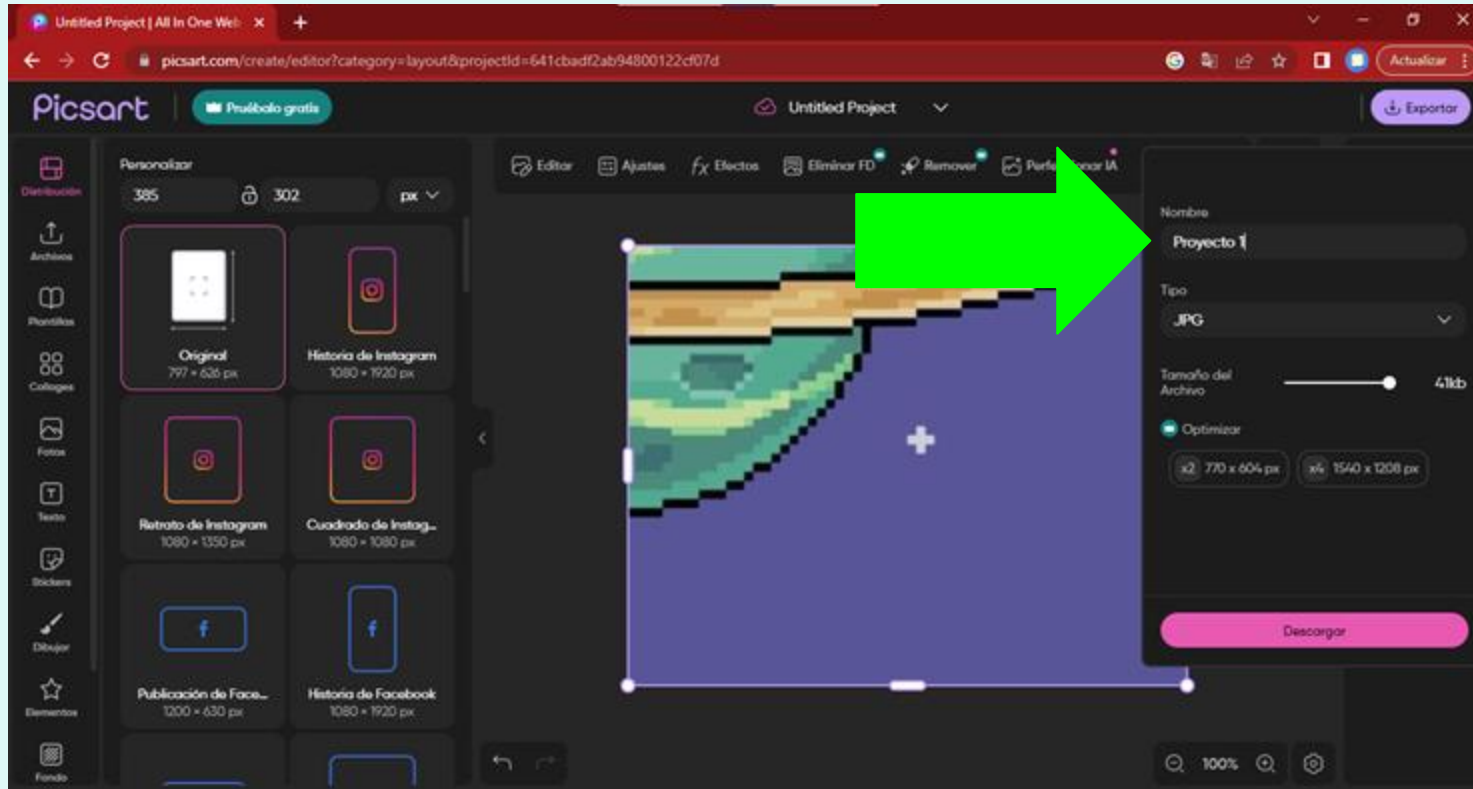 Untitled Project | All In One Web
picsart.com/create/editor?category=layout&projectId=641cbadf2ab94800122cf07d
Actualizar
Picsart
Pruébalo gratis
Untitled Project
Exportar
Distribución
Archivos
Plantillas
Collages
Fotos
Texto
Stickers
Dibujar
Elementos
Fondo
Personalizar
385
302
px
Original
797 × 626 px
Historia de Instagram
1080 × 1920 px
Retrato de Instagram
1080 × 1350 px
Cuadrado de Instag...
1080 × 1080 px
Publicación de Face...
1200 × 630 px
Historia de Facebook
1080 × 1920 px
Editar
Ajustes
fx Efectos
Eliminar FD
Remover
IA
Nombre
Proyecto 1
Tipo
JPG
Tamaño del
Archivo
41kb
Optimizar
x2 770 x 604 px
x4 1540 x 1208 px
Descargar
100%